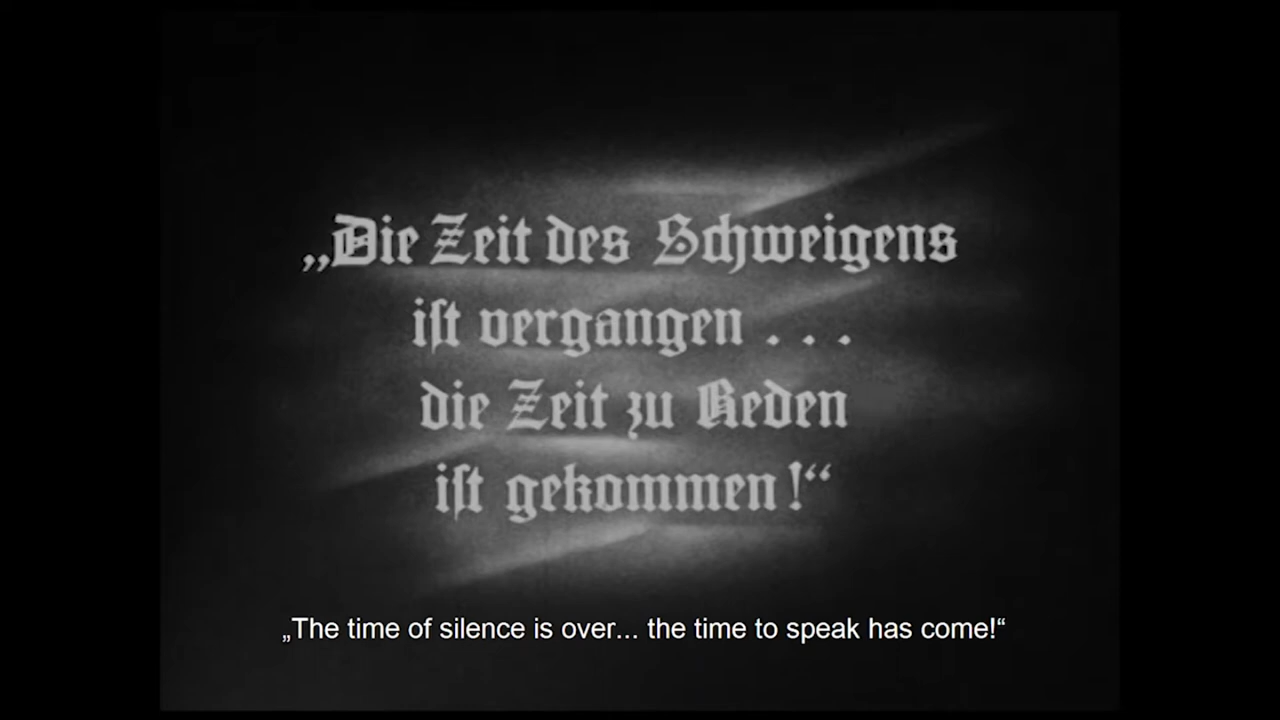 „Die Zeit des Schweigens
iſt vergangen . . .
die Zeit zu Reden
iſt gekommen!“
„The time of silence is over... the time to speak has come!“